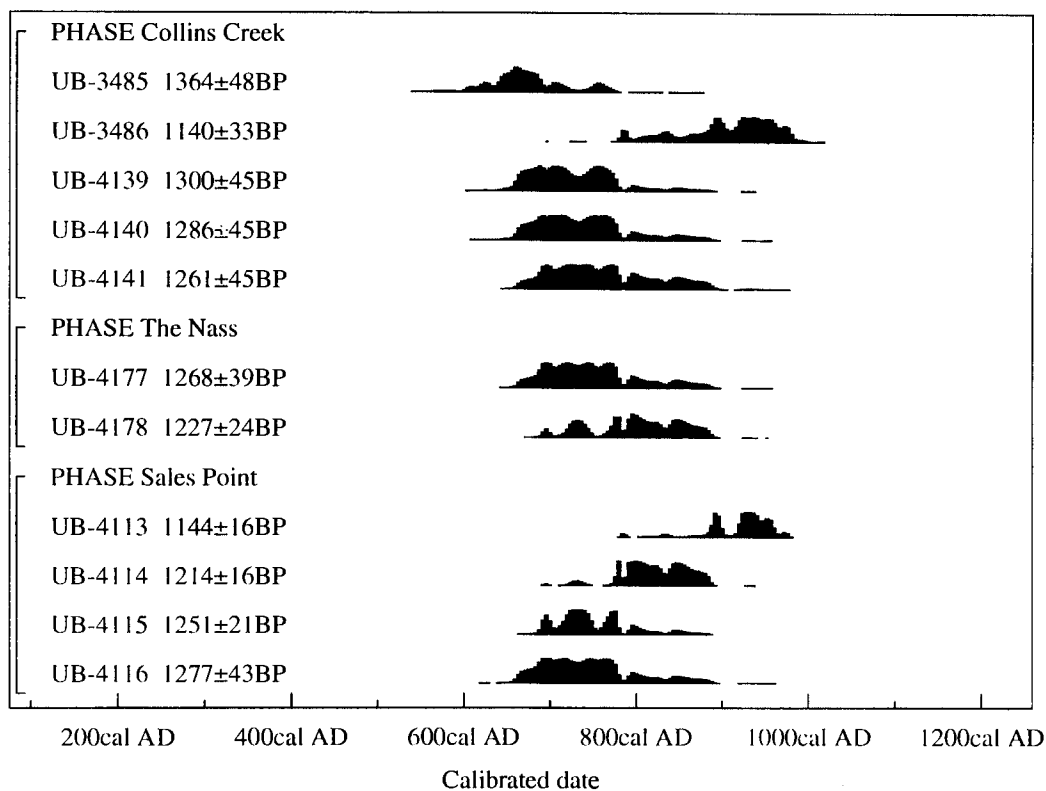 PHASE Collins Creek
UB-3485 1364±48BP
UB-3486 1140±33BP
UB-4139 1300±45BP
UB-4140 1286±45BP
UB-4141 1261±45BP
PHASE The Nass
UB-4177 1268±39BP
UB-4178 1227±24BP
PHASE Sales Point
UB-4113 1144±16BP
UB-4114 1214±16BP
UB-4115 1251±21BP
UB-4116 1277±43BP
200cal AD 400cal AD 600cal AD 800cal AD 1000cal AD 1200cal AD
Calibrated date